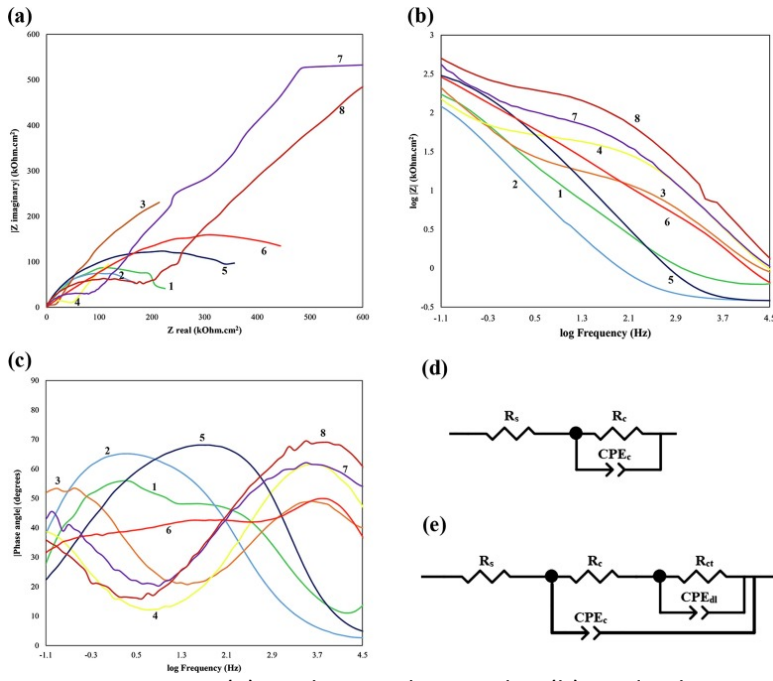 (a)
600
500
400
300
200
100
0
|Z imaginary| (kOhm.cm²)
0 100 200 300 400 500 600
Z real (kOhm.cm²)
1
2
3
4
5
6
7
8
(b)
3
2.5
2
1.5
1
0.5
0
-0.5
log |Z| (kOhm.cm²)
-1.1 -0.3 0.5 1.3 2.1 2.9 3.7 4.5
log Frequency (Hz)
8
7
4
1
2
3
6
5
(c)
90
80
70
60
50
40
30
20
10
0
|Phase angle| (degrees)
-1.1 -0.3 0.5 1.3 2.1 2.9 3.7 4.5
log Frequency (Hz)
2
5
8
7
3
1
6
4
(d)
Rs
Rc
CPEc
(e)
Rs
Rc
Rct
CPEdl
CPEc